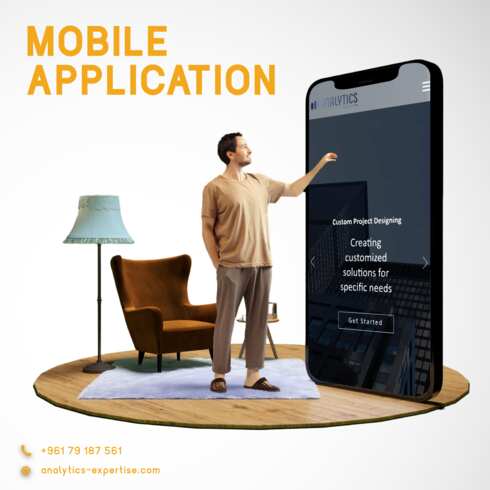 MOBILE
APPLICATION
ANALYTICS
Custom Project Designing
Creating
customized
solutions for
specific needs
Get Started
+961 79 187 561
analytics-expertise.com